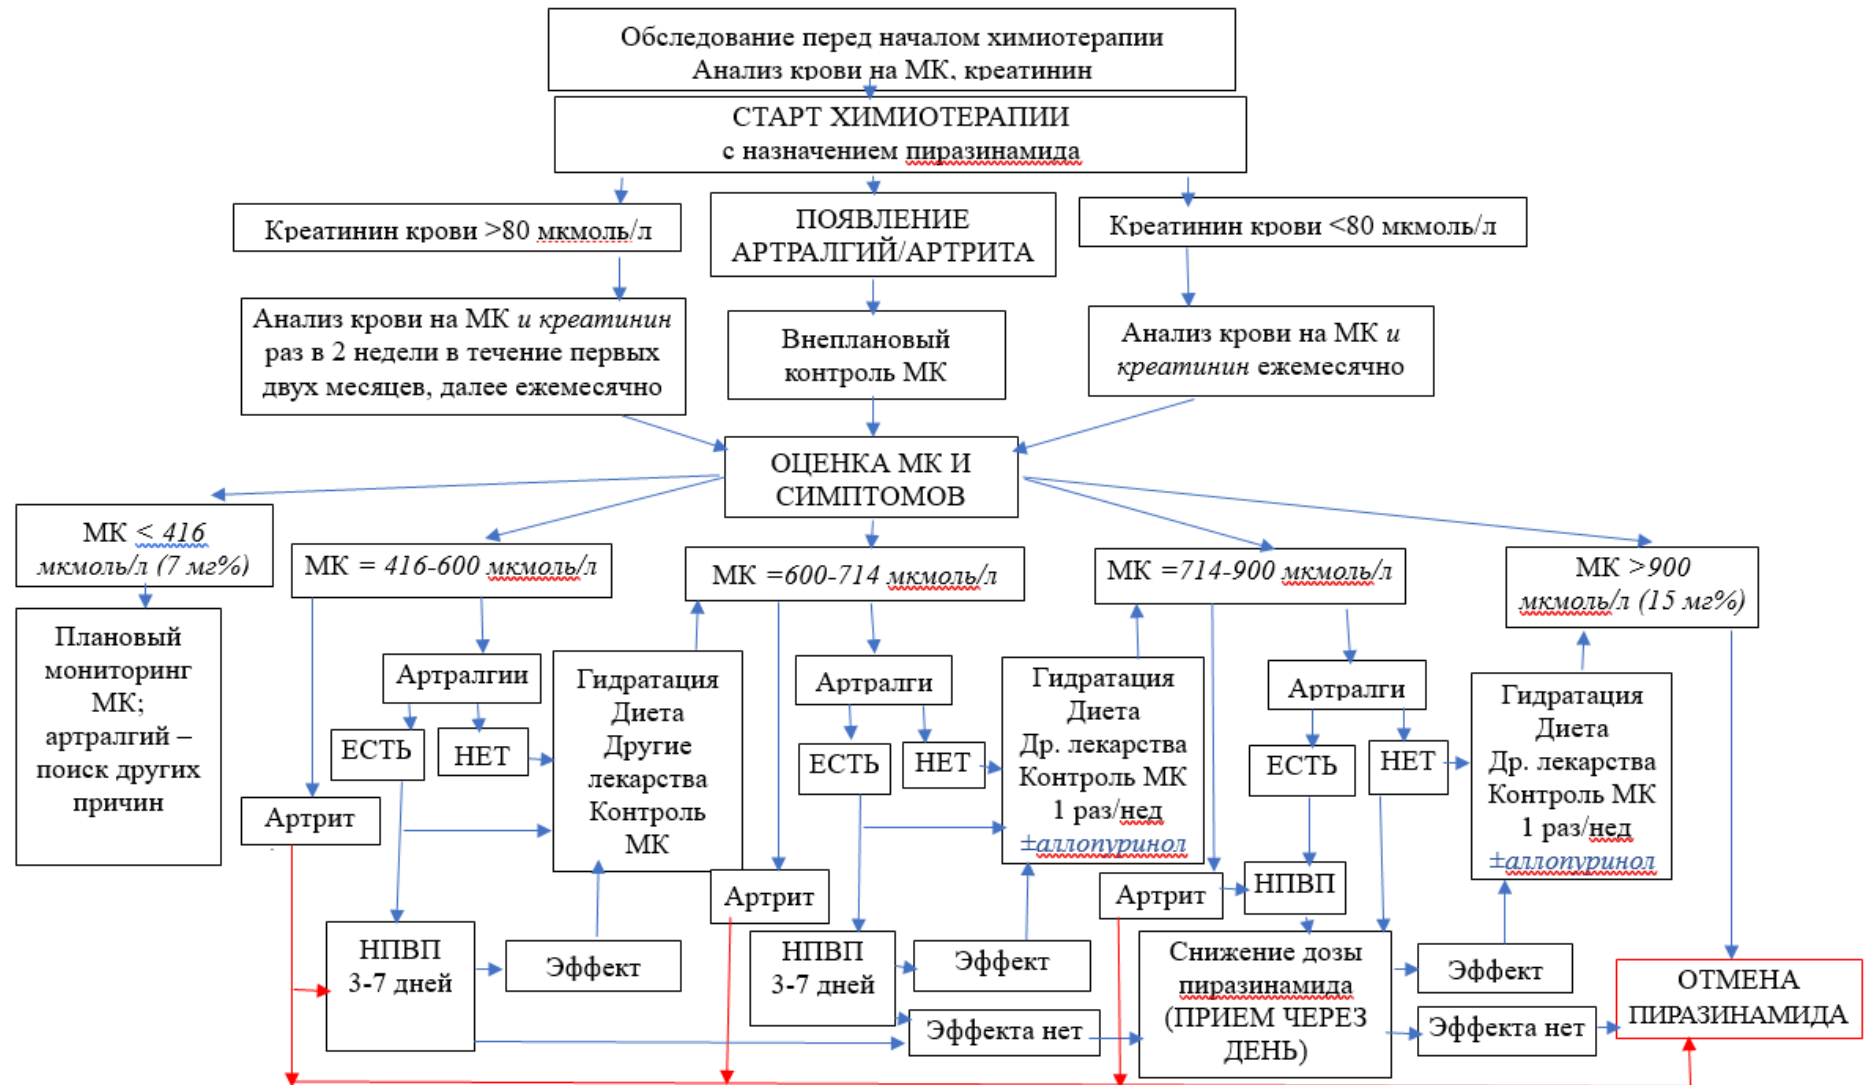 Обследование перед началом химиотерапии
Анализ крови на МК, креатинин
СТАРТ ХИМИОТЕРАПИИ
с назначением пиразинамида
Креатинин крови >80 мкмоль/л
ПОЯВЛЕНИЕ
АРТРАЛГИЙ/АРТРИТА
Креатинин крови <80 мкмоль/л
Анализ крови на МК и креатинин
раз в 2 недели в течение первых
двух месяцев, далее ежемесячно
Внеплановый
контроль МК
Анализ крови на МК и
креатинин ежемесячно
ОЦЕНКА МК И
СИМПТОМОВ
МК < 416
мкмоль/л (7 мг%)
МК = 416-600 мкмоль/л
МК =600-714 мкмоль/л
МК =714-900 мкмоль/л
МК >900
мкмоль/л (15 мг%)
Плановый
мониторинг
МК;
артралгий –
поиск других
причин
Артралгии
ЕСТЬ
НЕТ
Артрит
Гидратация
Диета
Другие
лекарства
Контроль
МК
НПВП
3-7 дней
Эффект
Артралги
ЕСТЬ
НЕТ
Артрит
Гидратация
Диета
Др. лекарства
Контроль МК
1 раз/нед
±аллопуринол
НПВП
3-7 дней
Эффект
Эффекта нет
Артралги
ЕСТЬ
НЕТ
Артрит
НПВП
Гидратация
Диета
Др. лекарства
Контроль МК
1 раз/нед
±аллопуринол
Снижение дозы
пиразинамида
(ПРИЕМ ЧЕРЕЗ
ДЕНЬ)
Эффект
Эффекта нет
ОТМЕНА
ПИРАЗИНАМИДА